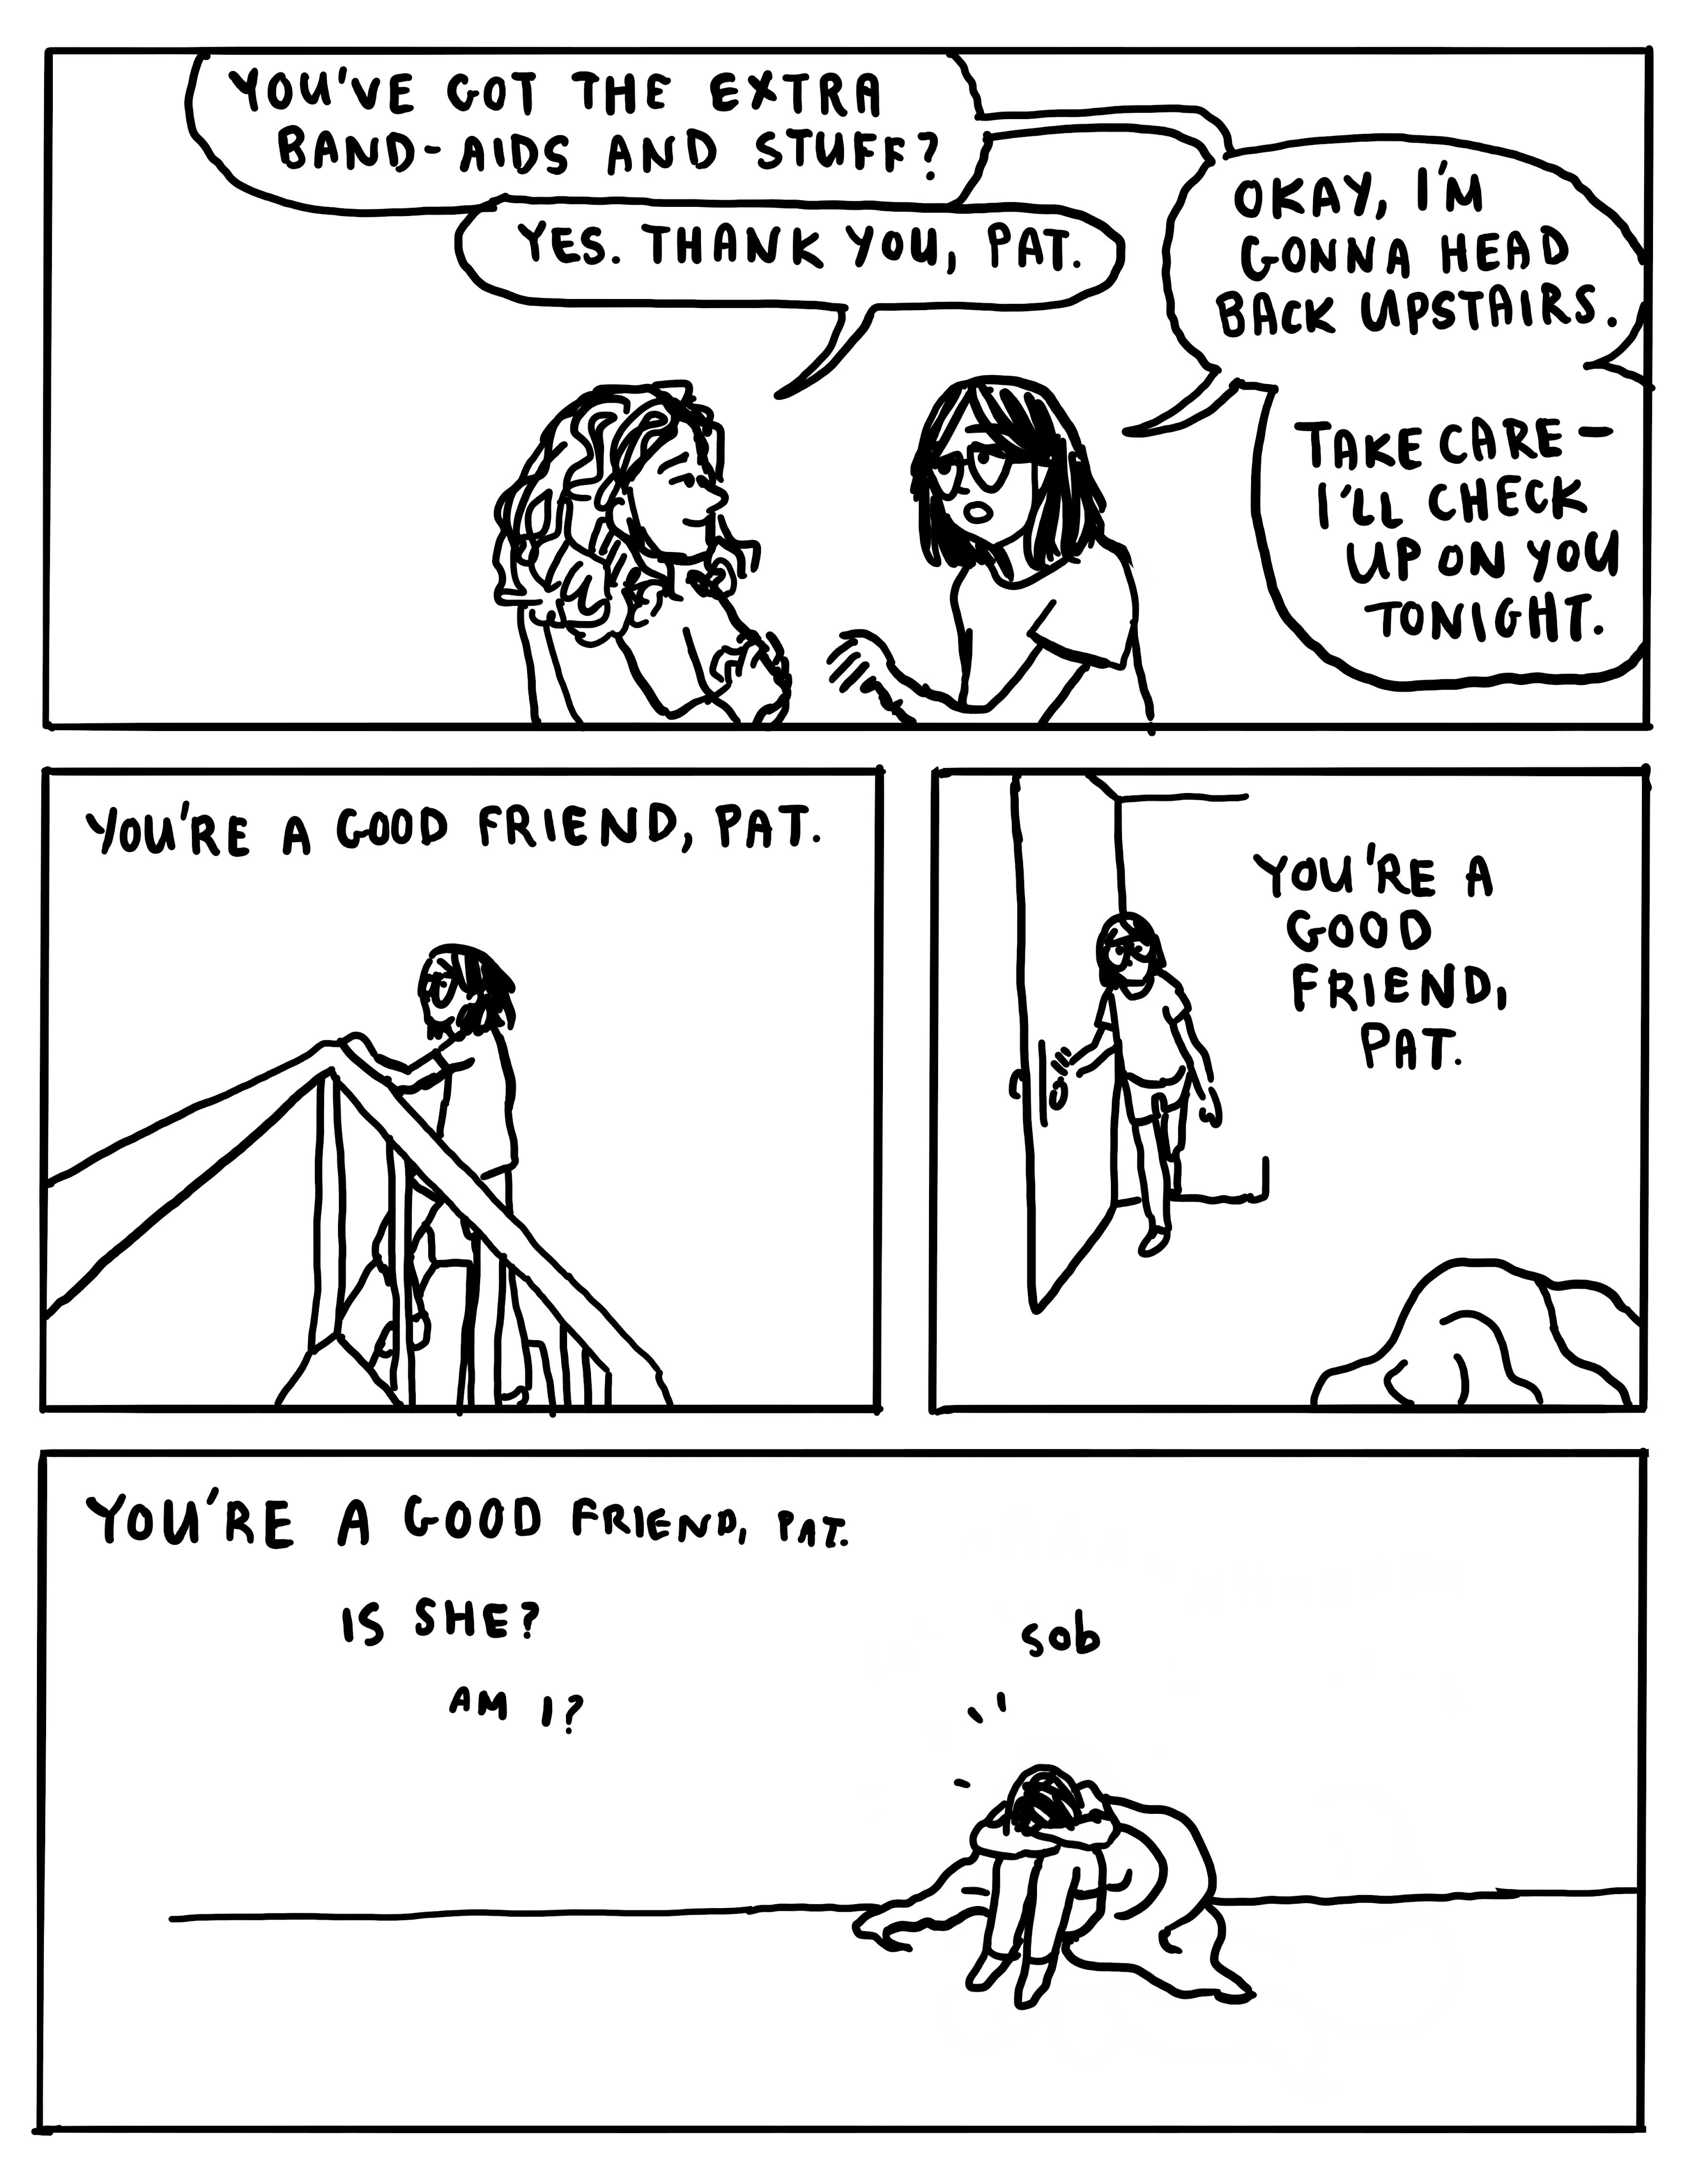 YOU'VE GOT THE EXTRA
BAND-AIDS AND STUFF?
YES. THANK YOU, PAT.
OKAY, I'M
GONNA HEAD
BACK UPSTAIRS.
TAKE CARE—
I'LL CHECK
UP ON YOU
TONIGHT.
YOU'RE A GOOD FRIEND, PAT.
YOU'RE A
GOOD
FRIEND,
PAT.
YOU'RE A GOOD FRIEND, PAT.
IS SHE?
AM I?
sob